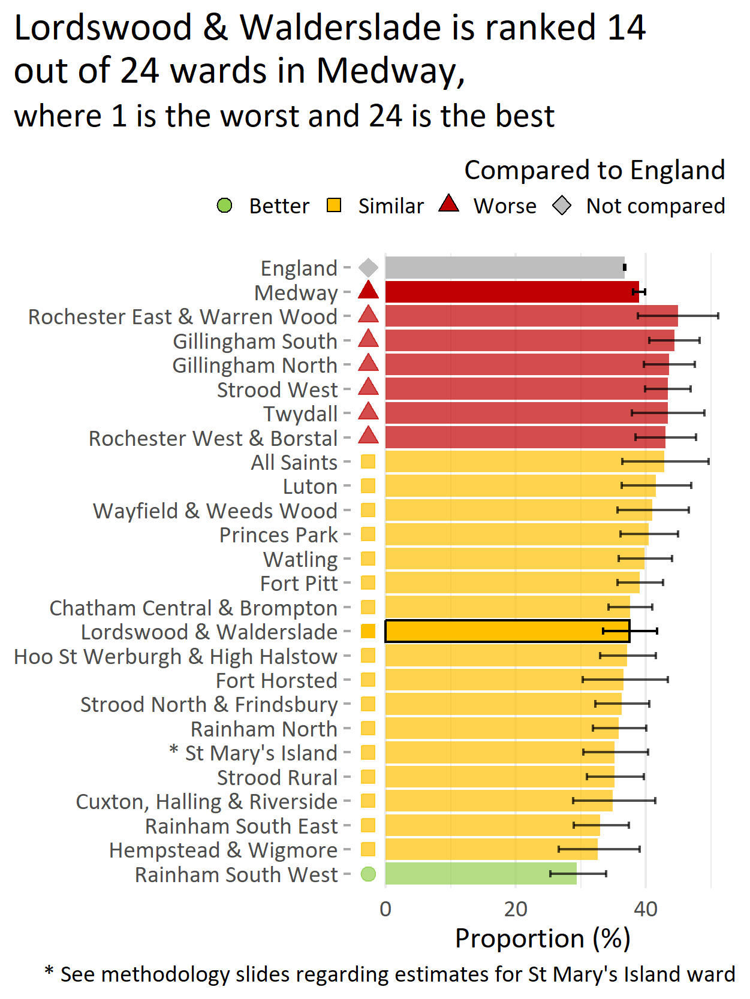 Lordswood & Walderslade is ranked 14
out of 24 wards in Medway,
where 1 is the worst and 24 is the best
Compared to England
Better Similar Worse Not compared
England
Medway
Rochester East & Warren Wood
Gillingham South
Gillingham North
Strood West
Twydall
Rochester West & Borstal
All Saints
Luton
Wayfield & Weeds Wood
Princes Park
Watling
Fort Pitt
Chatham Central & Brompton
Lordswood & Walderslade
Hoo St Werburgh & High Halstow
Fort Horsted
Strood North & Frindsbury
Rainham North
* St Mary's Island
Strood Rural
Cuxton, Halling & Riverside
Rainham South East
Hempstead & Wigmore
Rainham South West
0 20 40
Proportion (%)
* See methodology slides regarding estimates for St Mary's Island ward